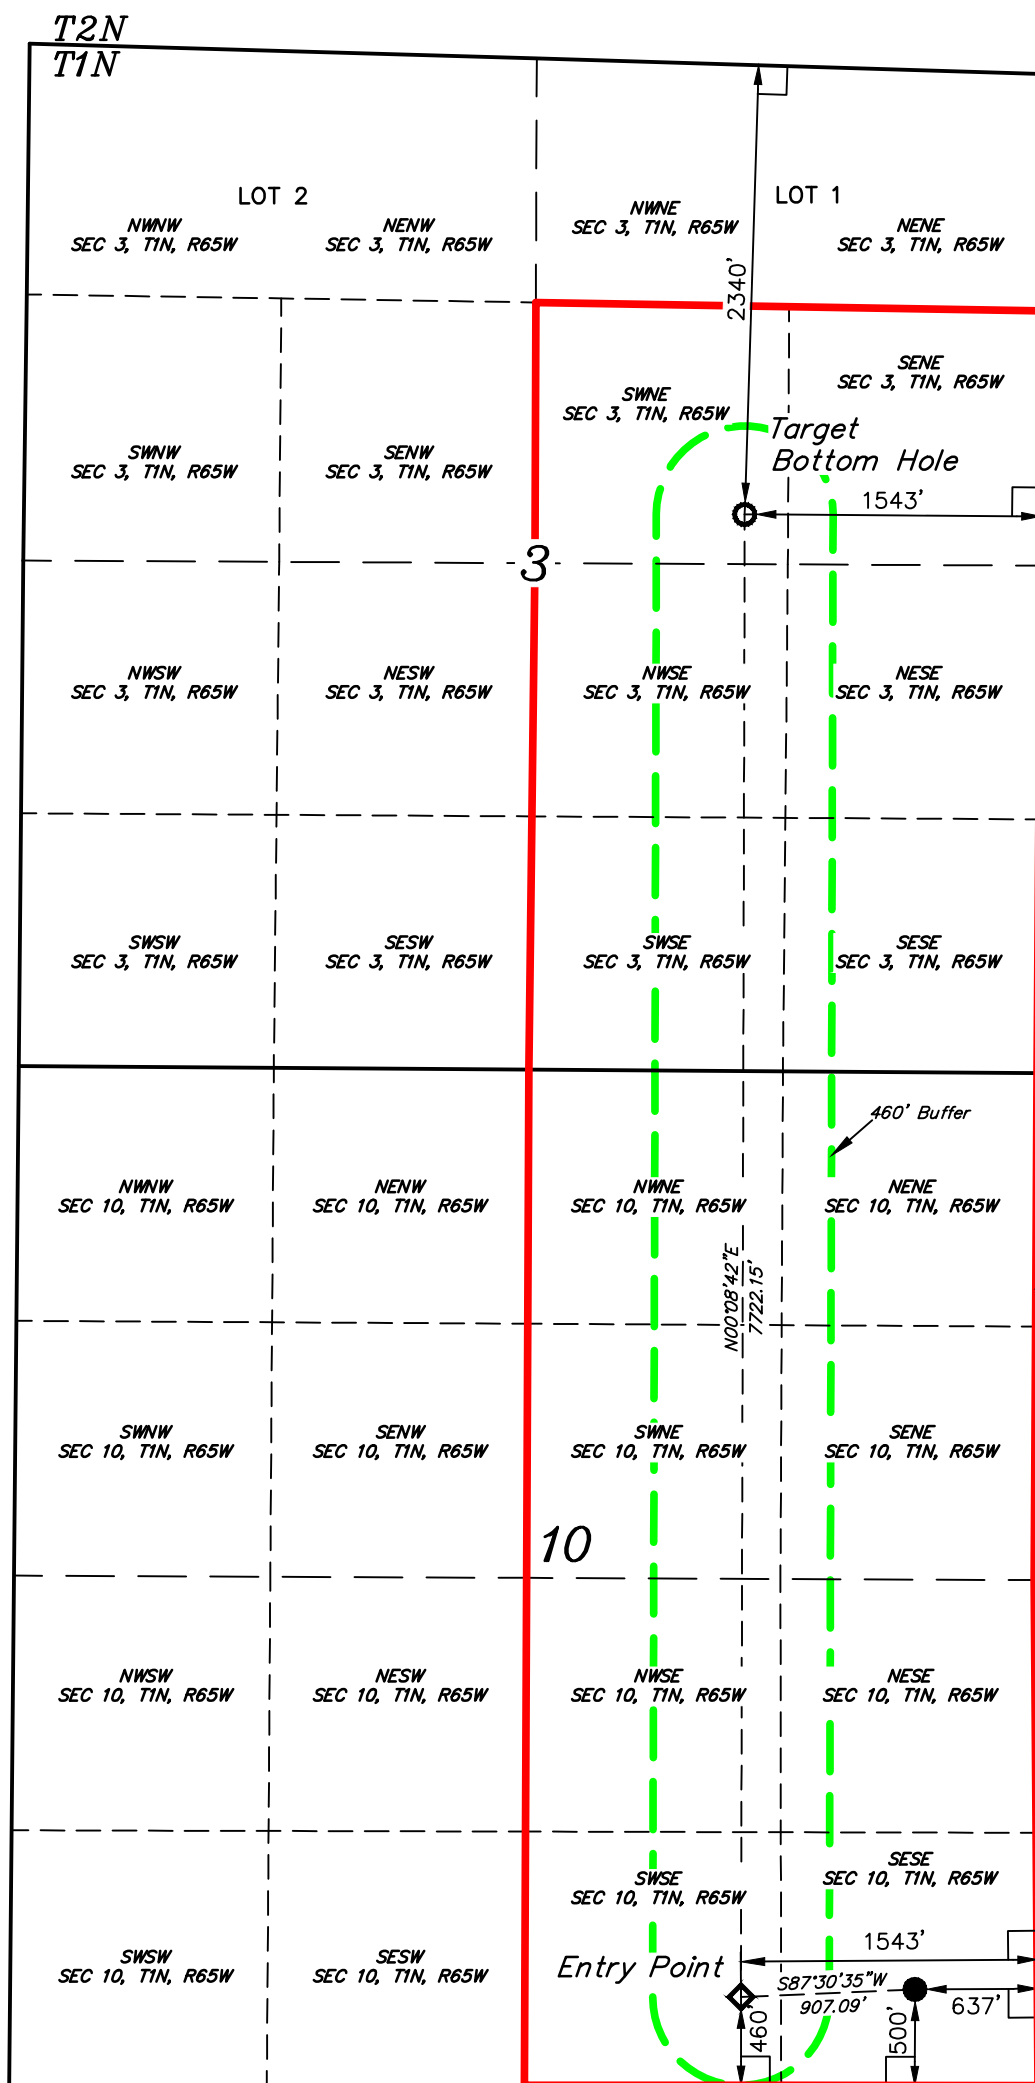 T2N
T1N
LOT 2
LOT 1
NWNW
SEC 3, T1N, R65W
NENW
SEC 3, T1N, R65W
NWNE
SEC 3, T1N, R65W
NENE
SEC 3, T1N, R65W
2340'
SWNE
SEC 3, T1N, R65W
SENE
SEC 3, T1N, R65W
Target
Bottom Hole
1543'
SWNW
SEC 3, T1N, R65W
SENW
SEC 3, T1N, R65W
3
NWSW
SEC 3, T1N, R65W
NESW
SEC 3, T1N, R65W
NWSE
SEC 3, T1N, R65W
NESE
SEC 3, T1N, R65W
SWSW
SEC 3, T1N, R65W
SESW
SEC 3, T1N, R65W
SWSE
SEC 3, T1N, R65W
SESE
SEC 3, T1N, R65W
460' Buffer
NWNW
SEC 10, T1N, R65W
NENW
SEC 10, T1N, R65W
NWNE
SEC 10, T1N, R65W
NENE
SEC 10, T1N, R65W
N00°08'42"E
7722.15'
SWNW
SEC 10, T1N, R65W
SENW
SEC 10, T1N, R65W
SWNE
SEC 10, T1N, R65W
SENE
SEC 10, T1N, R65W
10
NWSW
SEC 10, T1N, R65W
NESW
SEC 10, T1N, R65W
NWSE
SEC 10, T1N, R65W
NESE
SEC 10, T1N, R65W
SWSE
SEC 10, T1N, R65W
SESE
SEC 10, T1N, R65W
SWSW
SEC 10, T1N, R65W
SESW
SEC 10, T1N, R65W
Entry Point
1543'
S87°30'35"W
907.09'
637'
460'
500'